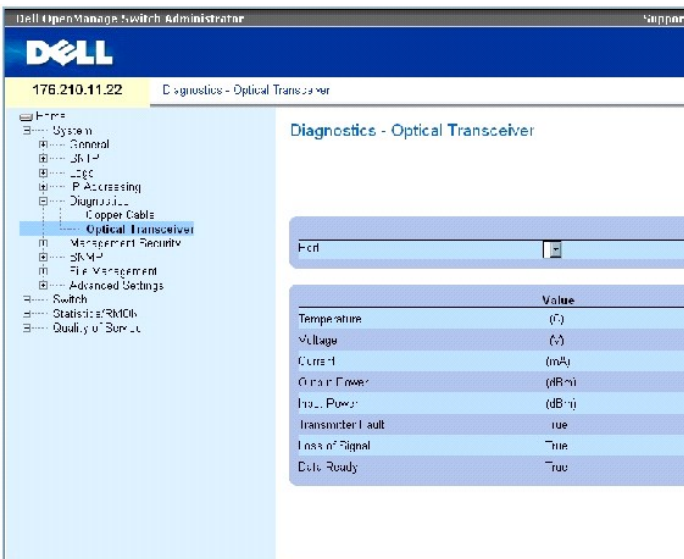 Dell OpenManage Switch Administrator
Suppor
DELL
176.210.11.22
Diagnostics - Optical Transceiver
Home
System
General
SNTP
Logs
IP Addressing
Diagnostics
Copper Cable
Optical Transceiver
Management Security
SNMP
File Management
Advanced Settings
Switch
Statistics/RMON
Quality of Service
Diagnostics - Optical Transceiver
Port
Value
Temperature (C)
Voltage (V)
Current (mA)
Output Power (dBm)
Input Power (dBm)
Transmitter Fault True
Loss of Signal True
Data Ready True